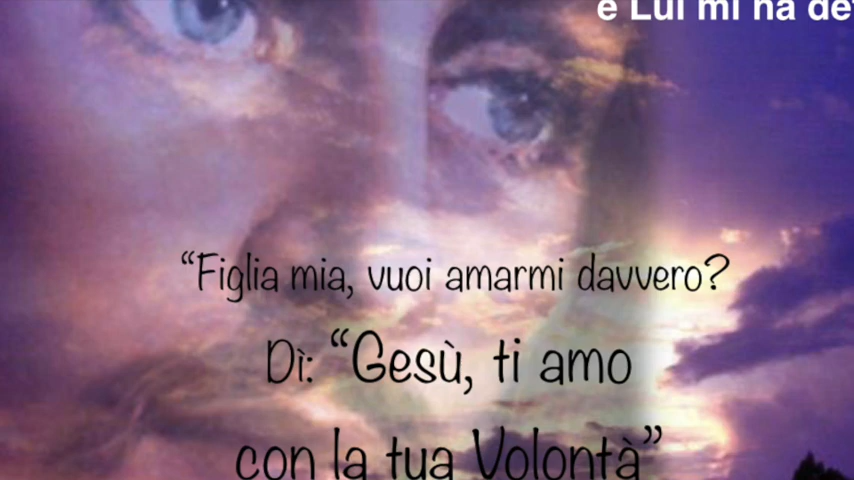 e Lui mi ha
“Figlia mia, vuoi amarmi davvero?
Dì: “Gesù, ti amo
con la tua Volontà”